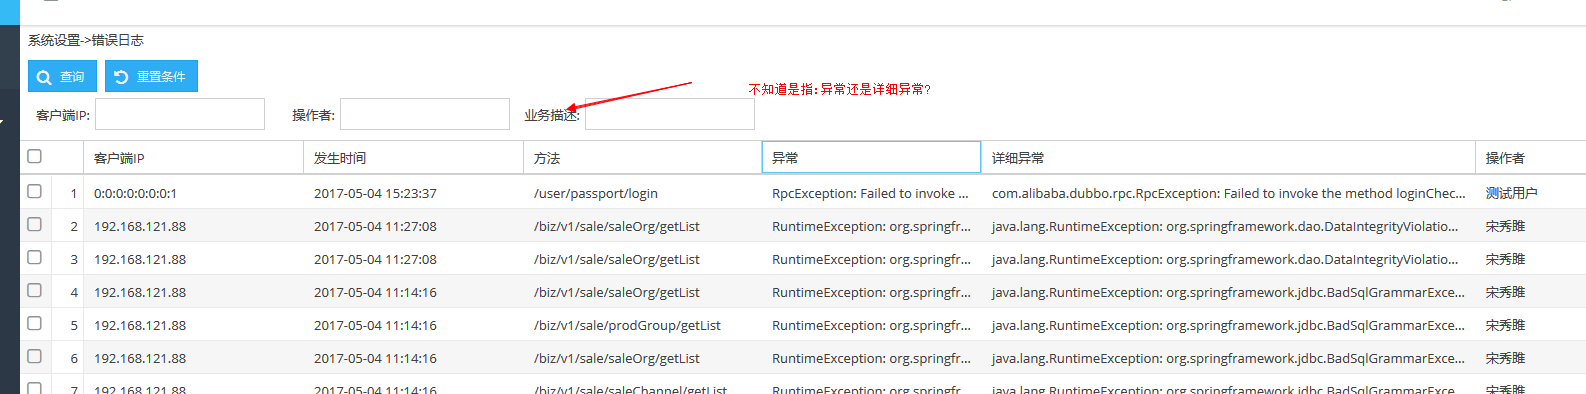 系统设置->错误日志
查询 重置条件
不知道是指:异常还是详细异常?
客户端IP: 操作者: 业务描述:
客户端IP 发生时间 方法 异常 详细异常 操作者
1 0:0:0:0:0:0:0:1 2017-05-04 15:23:37 /user/passport/login RpcException: Failed to invoke ... com.alibaba.dubbo.rpc.RpcException: Failed to invoke the method loginChec... 测试用户
2 192.168.121.88 2017-05-04 11:27:08 /biz/v1/sale/saleOrg/getList RuntimeException: org.springfr... java.lang.RuntimeException: org.springframework.dao.DataIntegrityViolatio... 宋秀雎
3 192.168.121.88 2017-05-04 11:27:08 /biz/v1/sale/saleOrg/getList RuntimeException: org.springfr... java.lang.RuntimeException: org.springframework.dao.DataIntegrityViolatio... 宋秀雎
4 192.168.121.88 2017-05-04 11:14:16 /biz/v1/sale/saleOrg/getList RuntimeException: org.springfr... java.lang.RuntimeException: org.springframework.jdbc.BadSqlGrammarExce... 宋秀雎
5 192.168.121.88 2017-05-04 11:14:16 /biz/v1/sale/prodGroup/getList RuntimeException: org.springfr... java.lang.RuntimeException: org.springframework.jdbc.BadSqlGrammarExce... 宋秀雎
6 192.168.121.88 2017-05-04 11:14:16 /biz/v1/sale/saleOrg/getList RuntimeException: org.springfr... java.lang.RuntimeException: org.springframework.jdbc.BadSqlGrammarExce... 宋秀雎
7 192.168.121.88 2017-05-04 11:14:16 /biz/v1/sale/saleChannel/getList RuntimeException: org.springfr... java.lang.RuntimeException: org.springframework.jdbc.BadSqlGrammarExce... 宋秀雎